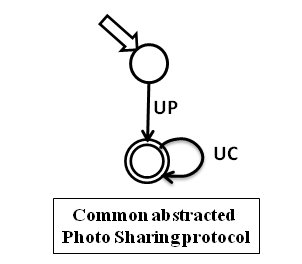 UP
UC
Common abstracted
Photo Sharing protocol